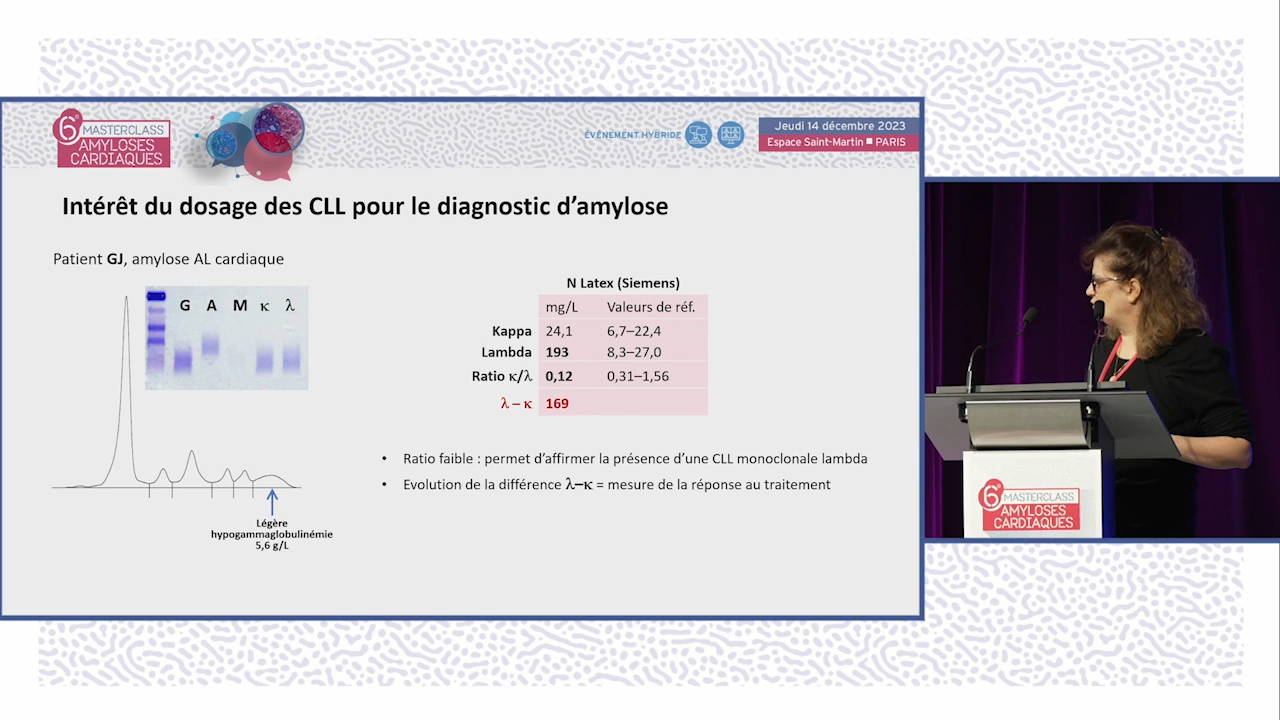 6e MASTERCLASS
AMYLOSES
CARDIAQUES
ÉVÉNEMENT HYBRIDE
Jeudi 14 décembre 2023
Espace Saint-Martin ■ PARIS
Intérêt du dosage des CLL pour le diagnostic d’amylose
Patient GJ, amylose AL cardiaque
G A M κ λ
Légère
hypogammaglobulinémie
5,6 g/L
N Latex (Siemens)
mg/L Valeurs de réf.
Kappa 24,1 6,7–22,4
Lambda 193 8,3–27,0
Ratio κ/λ 0,12 0,31–1,56
λ – κ 169
• Ratio faible : permet d’affirmer la présence d’une CLL monoclonale lambda
• Evolution de la différence λ–κ = mesure de la réponse au traitement
6e MASTERCLASS
AMYLOSES
CARDIAQUES